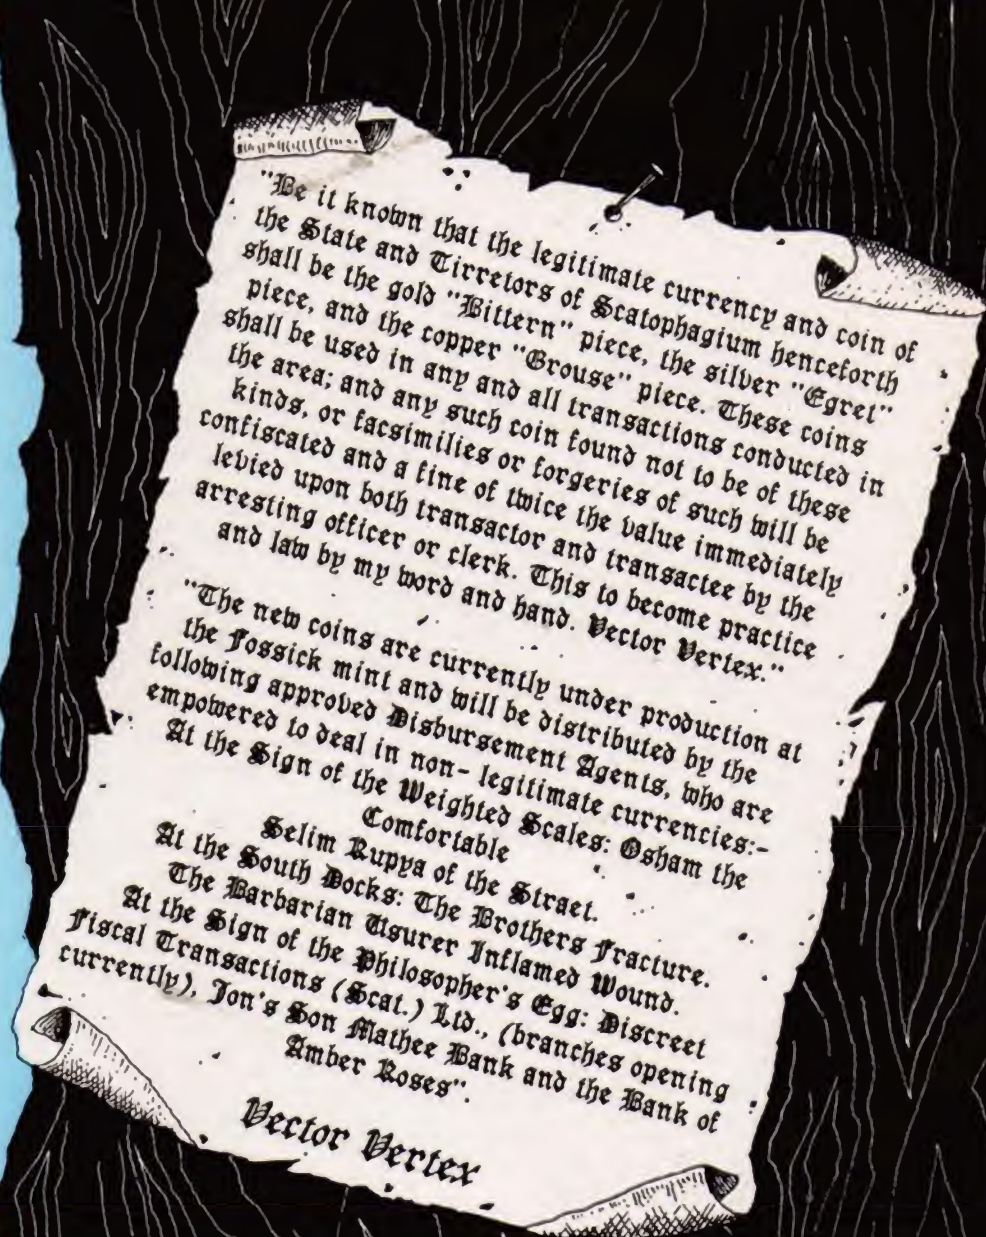 "Be it known that the legitimate currency and coin of
the State and Tirretors of Scatophagium henceforth
shall be the gold "Bittern" piece, the silver "Egret"
piece, and the copper "Grouse" piece. These coins
shall be used in any and all transactions conducted in
the area; and any such coin found not to be of these
kinds, or facsimilies or forgeries of such will be
confiscated and a fine of twice the value immediately
levied upon both transactor and transactee by the
arresting officer or clerk. This to become practice
and law by my word and hand. Vector Vertex."
"The new coins are currently under production at
the Fossick mint and will be distributed by the
following approved Disbursement Agents, who are
empowered to deal in non- legitimate currencies:-
At the Sign of the Weighted Scales: Osham the
Comfortable
Selim Rupya of the Straet.
At the South Docks: The Brothers Fracture.
The Barbarian Usurer Inflamed Wound.
At the Sign of the Philosopher's Egg: Discreet
Fiscal Transactions (Scat.) Ltd., (branches opening
currently), Jon's Son Mathee Bank and the Bank of
Amber Roses".
Vector Vertex